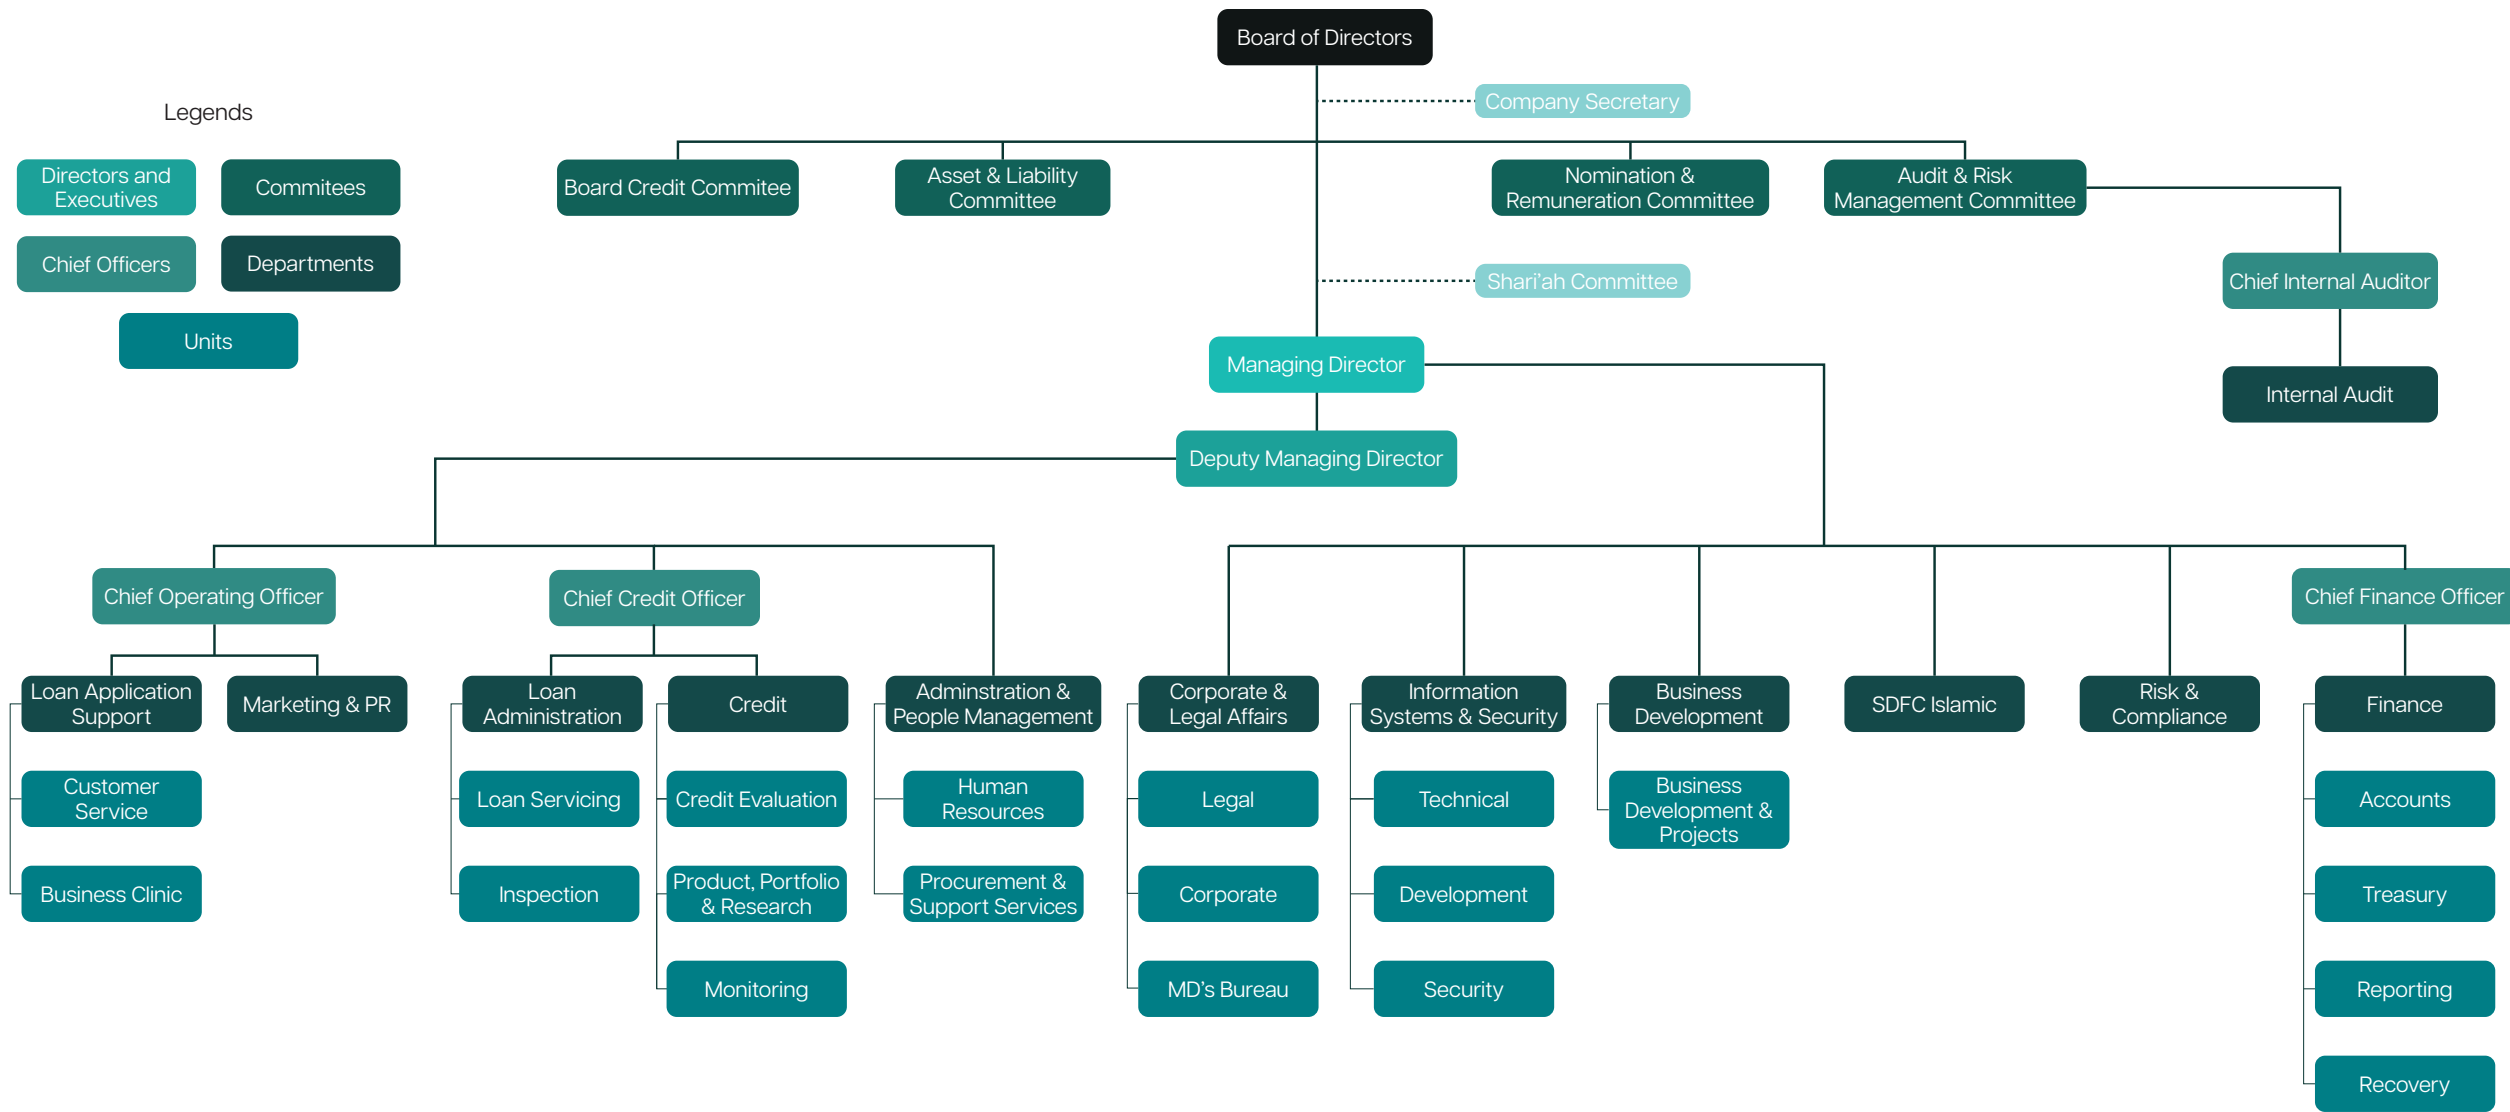 Board of Directors
Company Secretary
Legends
Directors and
Executives
Commitees
Chief Officers
Departments
Units
Board Credit Commitee
Asset & Liability
Committee
Nomination &
Remuneration Committee
Audit & Risk
Management Committee
Shari'ah Committee
Chief Internal Auditor
Managing Director
Internal Audit
Deputy Managing Director
Chief Operating Officer
Chief Credit Officer
Chief Finance Officer
Loan Application
Support
Marketing & PR
Loan
Administration
Credit
Adminstration &
People Management
Corporate &
Legal Affairs
Information
Systems & Security
Business
Development
SDFC Islamic
Risk &
Compliance
Finance
Customer
Service
Loan Servicing
Credit Evaluation
Human
Resources
Legal
Technical
Business
Development &
Projects
Accounts
Business Clinic
Inspection
Product, Portfolio
& Research
Procurement &
Support Services
Corporate
Development
Treasury
Monitoring
MD's Bureau
Security
Reporting
Recovery